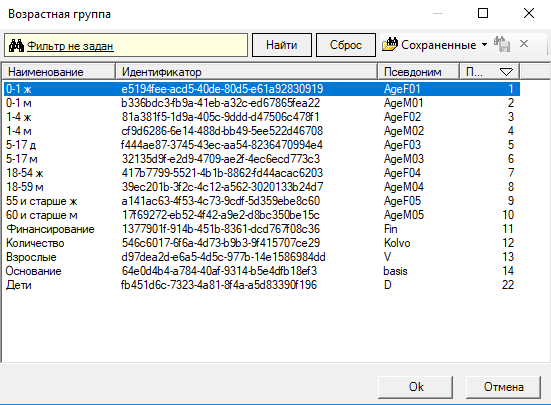 Возрастная группа
Фильтр не задан Найти Сброс Сохраненные
Наименование Идентификатор Псевдоним П...
0-1 ж e5194fee-acd5-40de-80d5-e61a92830919 AgeF01 1
0-1 м b336bdc3-fb9a-41eb-a32c-ed67865fea22 AgeM01 2
1-4 ж 81a381f5-1d9a-405c-9ddd-d47506c478f1 AgeF02 3
1-4 м cf9d6286-6e14-488d-bb49-5ee522d46708 AgeM02 4
5-17 д f444ae87-3745-43ec-aa54-8236470994e4 AgeF03 5
5-17 м 32135d9f-e2d9-4709-ae2f-4ec6ecd773c3 AgeM03 6
18-54 ж 417b7799-5521-4b1b-8862fd44acac6203 AgeF04 7
18-59 м 39ec201b-3f2c-4c12-a562-3020133b24d7 AgeM04 8
55 и старше ж a141ac63-4f53-4c73-9cdf-5d359ebe8c60 AgeF05 9
60 и старше м 17f69272-eb52-4f42-a9e2-d8bc350be15c AgeM05 10
Финансирование 1377901f-914b-451b-8361-dcd767f08c36 Fin 11
Количество 546c6017-6f6a-4d73-b9b3-9f415707ce29 Kolvo 12
Взрослые d97dea2d-e6a5-4d5c-977b-14e1586984dd V 13
Основание 64e0d4b4-a784-40af-9314-b5e4dfb18ef3 basis 14
Дети fb451d6c-7323-4a81-8f4a-a5d83390f196 D 22
Ok Отмена